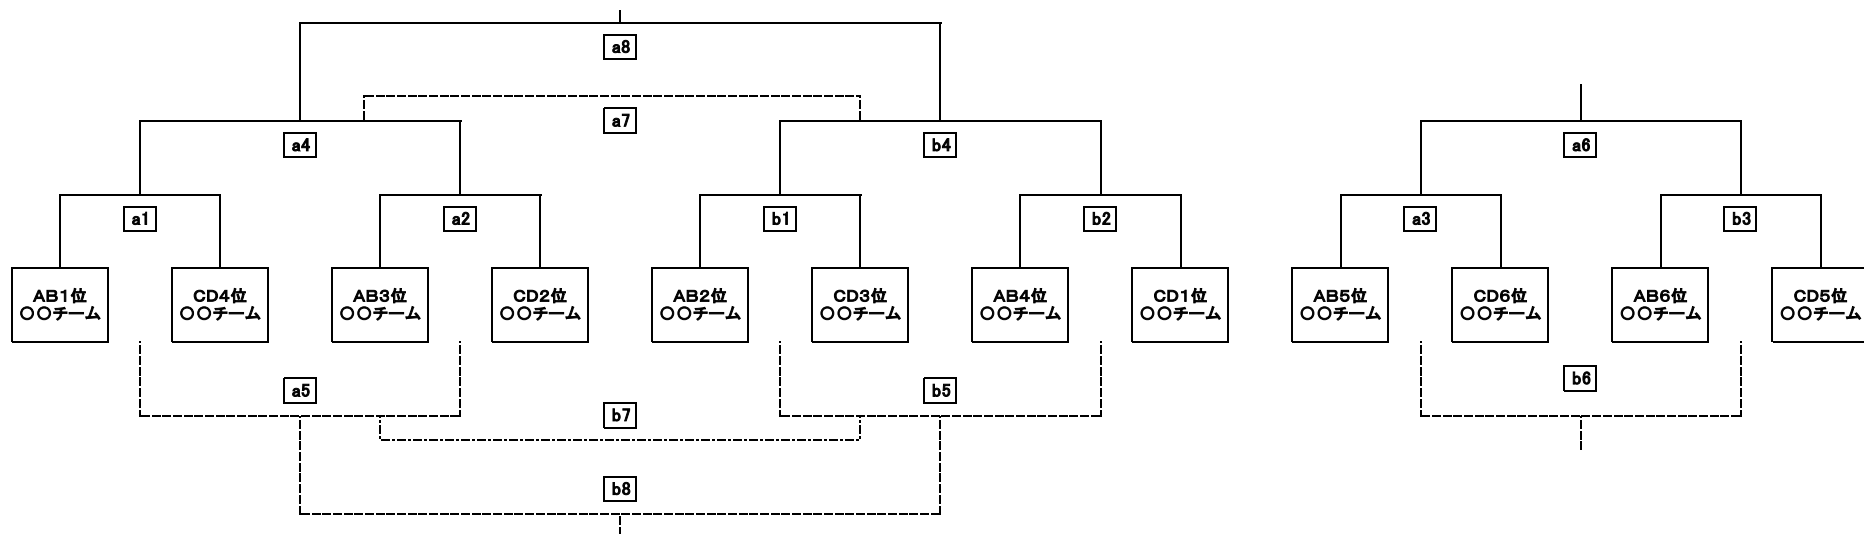 a8
a7
a4
b4
a6
a1
a2
b1
b2
a3
b3
AB1位
〇〇チーム
CD4位
〇〇チーム
AB3位
〇〇チーム
CD2位
〇〇チーム
AB2位
〇〇チーム
CD3位
〇〇チーム
AB4位
〇〇チーム
CD1位
〇〇チーム
AB5位
〇〇チーム
CD6位
〇〇チーム
AB6位
〇〇チーム
CD5位
〇〇チーム
a5
b5
b6
b7
b8